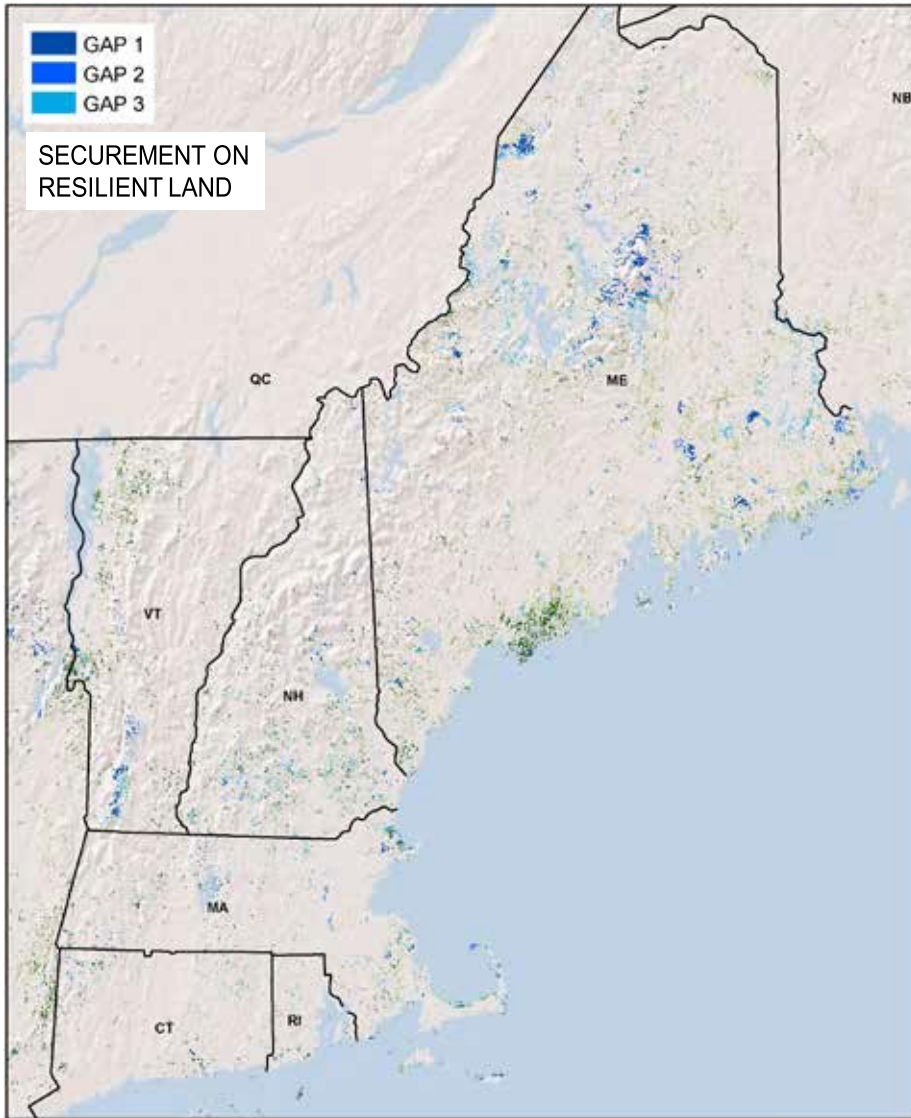 GAP 1
GAP 2
GAP 3
SECUREMENT ON
RESILIENT LAND
NB
QC
ME
VT
NH
MA
CT
RI